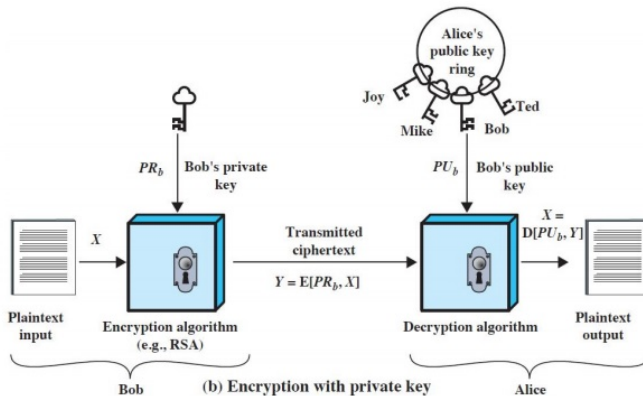 Alice's
public key
ring
Joy
Ted
Mike
Bob
PRb
Bob's private
key
PUb
Bob's public
key
X
Transmitted
ciphertext
X =
D[PUb, Y]
Y = E[PRb, X]
Plaintext
input
Encryption algorithm
(e.g., RSA)
Decryption algorithm
Plaintext
output
Bob
(b) Encryption with private key
Alice